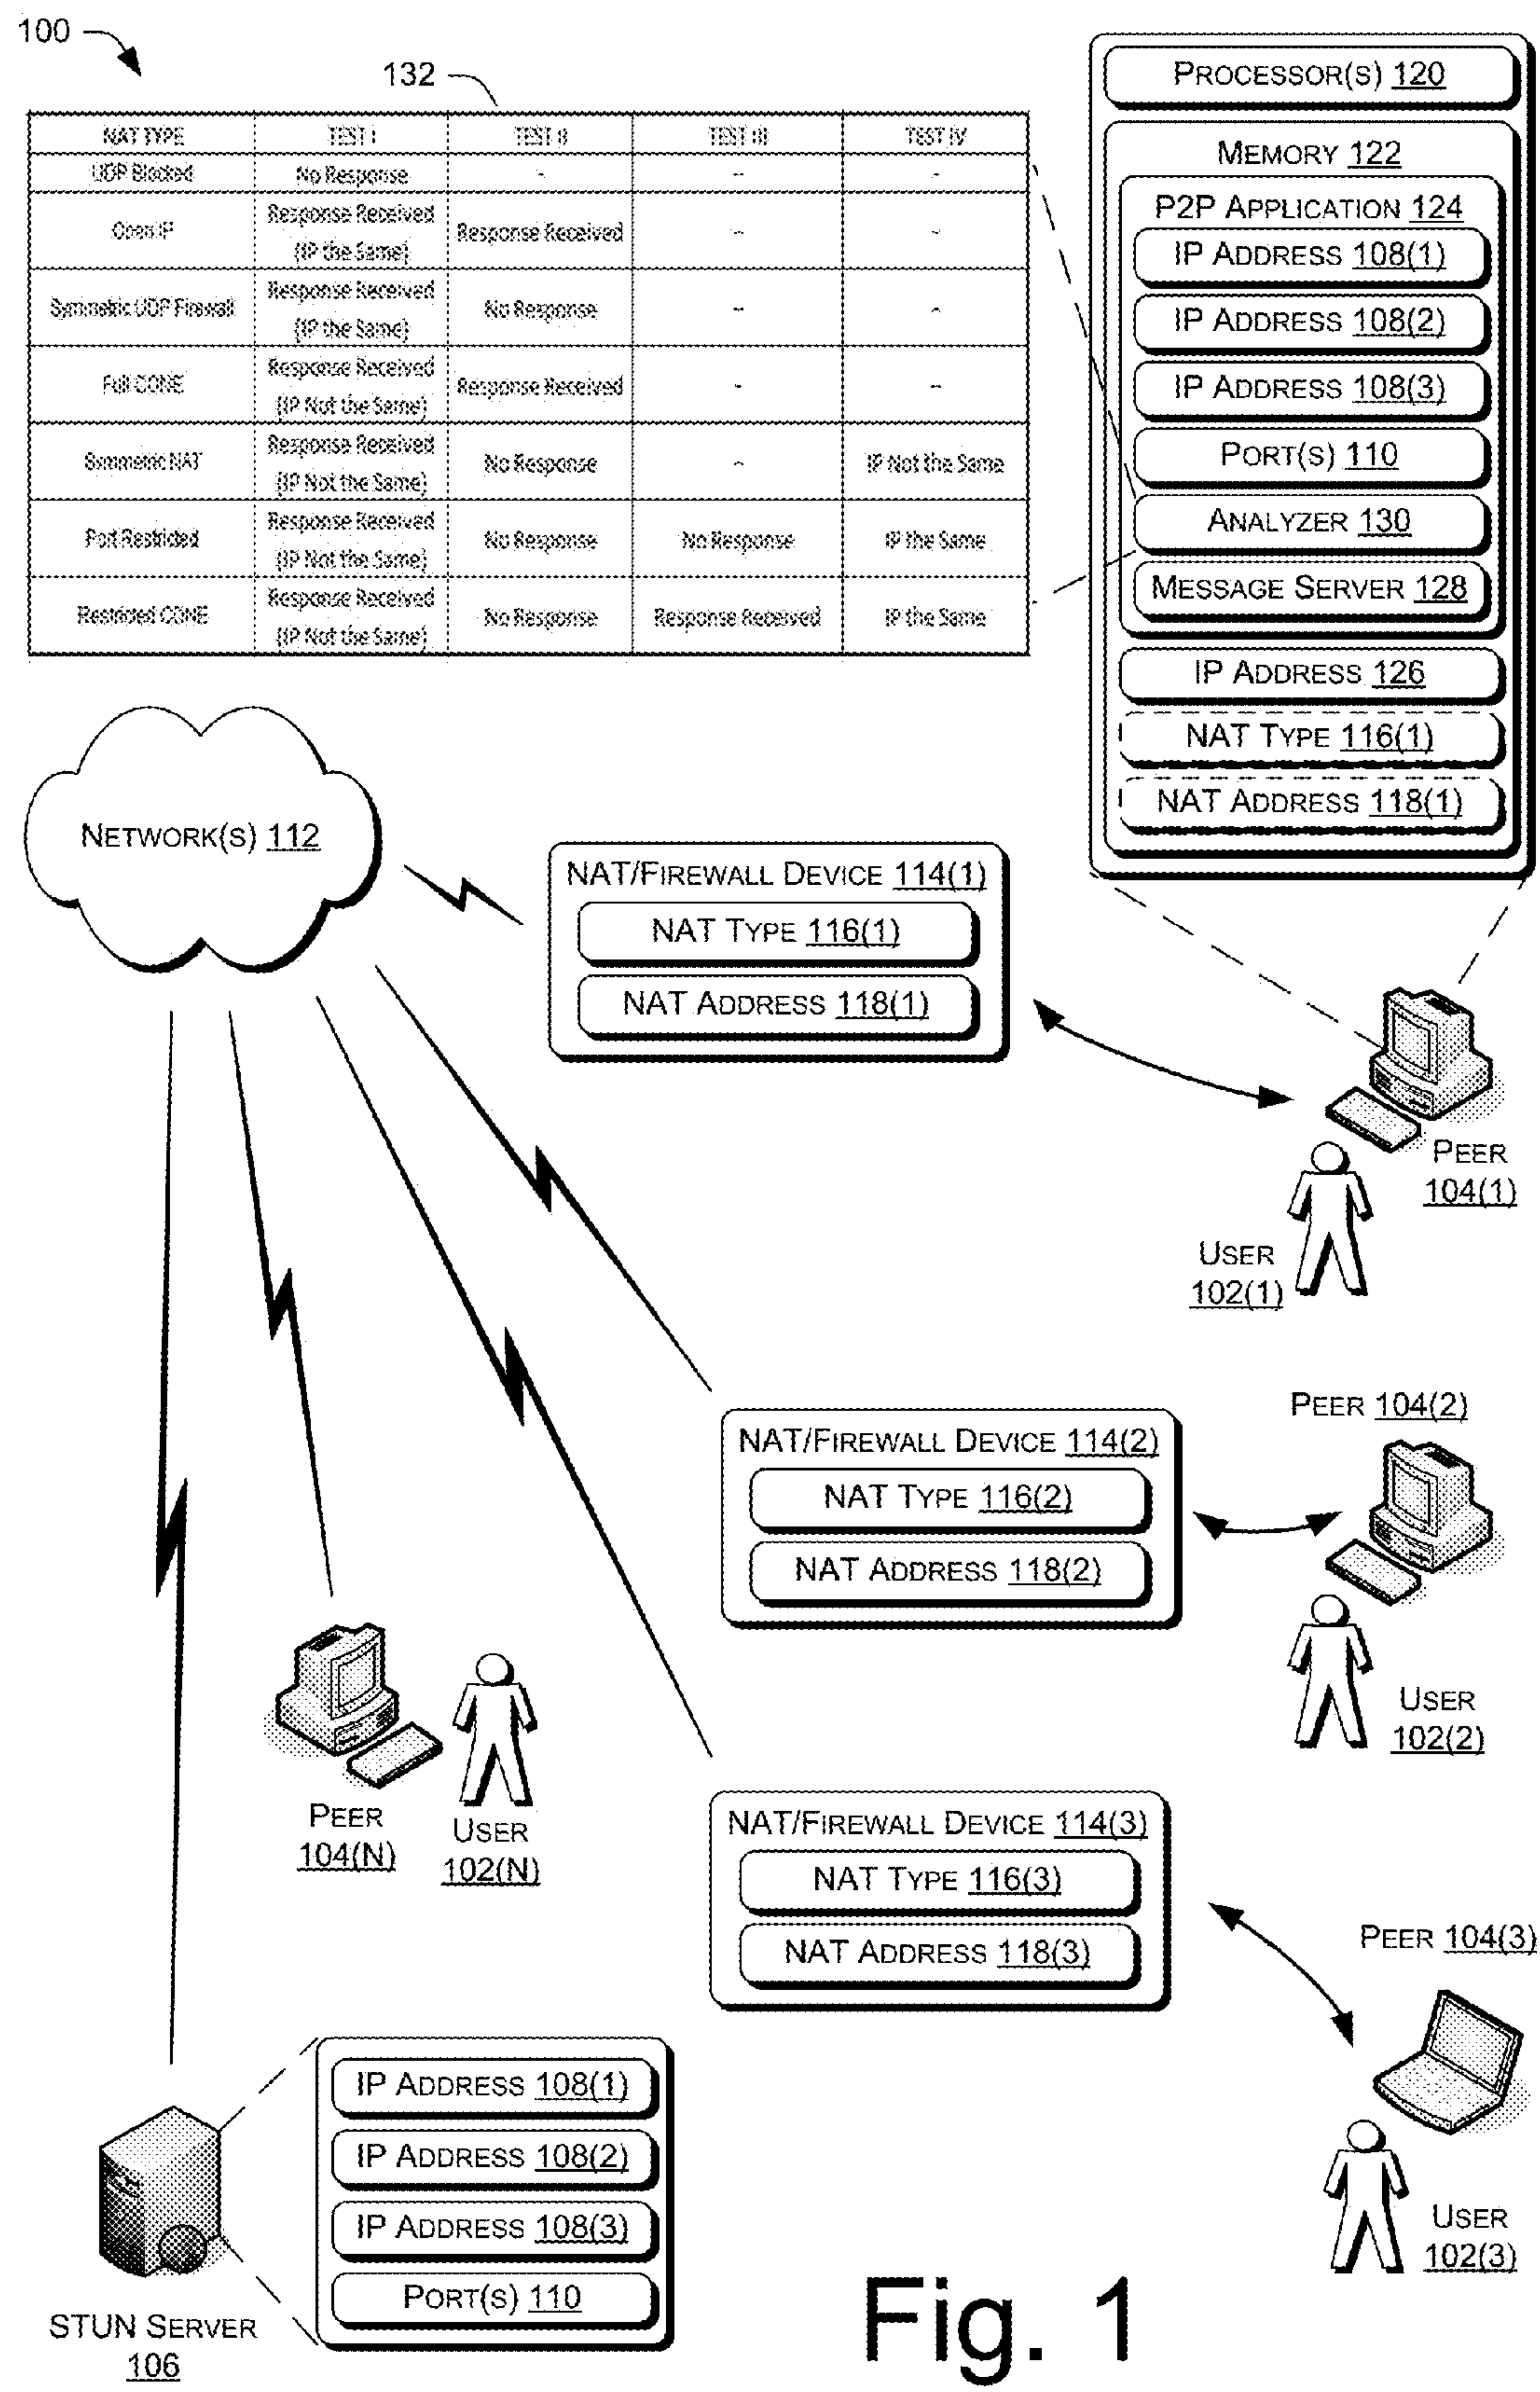 100
132
NAT TYPE TEST I TEST II TEST III TEST IV
UDP Blocked No Response - - -
Open IP Response Received (IP the Same) Response Received - -
Symmetric UDP Firewall Response Received (IP the Same) No Response - -
Full CONE Response Received (IP Not the Same) Response Received - -
Symmetric NAT Response Received (IP Not the Same) No Response - IP Not the Same
Port Restricted Response Received (IP Not the Same) No Response No Response IP the Same
Restricted CONE Response Received (IP Not the Same) No Response Response Received IP the Same
PROCESSOR(S) 120
MEMORY 122
P2P APPLICATION 124
IP ADDRESS 108(1)
IP ADDRESS 108(2)
IP ADDRESS 108(3)
PORT(S) 110
ANALYZER 130
MESSAGE SERVER 128
IP ADDRESS 126
NAT TYPE 116(1)
NAT ADDRESS 118(1)
NETWORK(S) 112
NAT/FIREWALL DEVICE 114(1)
NAT TYPE 116(1)
NAT ADDRESS 118(1)
PEER
104(1)
USER
102(1)
NAT/FIREWALL DEVICE 114(2)
NAT TYPE 116(2)
NAT ADDRESS 118(2)
PEER 104(2)
USER
102(2)
PEER
104(N)
USER
102(N)
NAT/FIREWALL DEVICE 114(3)
NAT TYPE 116(3)
NAT ADDRESS 118(3)
PEER 104(3)
USER
102(3)
IP ADDRESS 108(1)
IP ADDRESS 108(2)
IP ADDRESS 108(3)
PORT(S) 110
STUN SERVER
106
Fig. 1